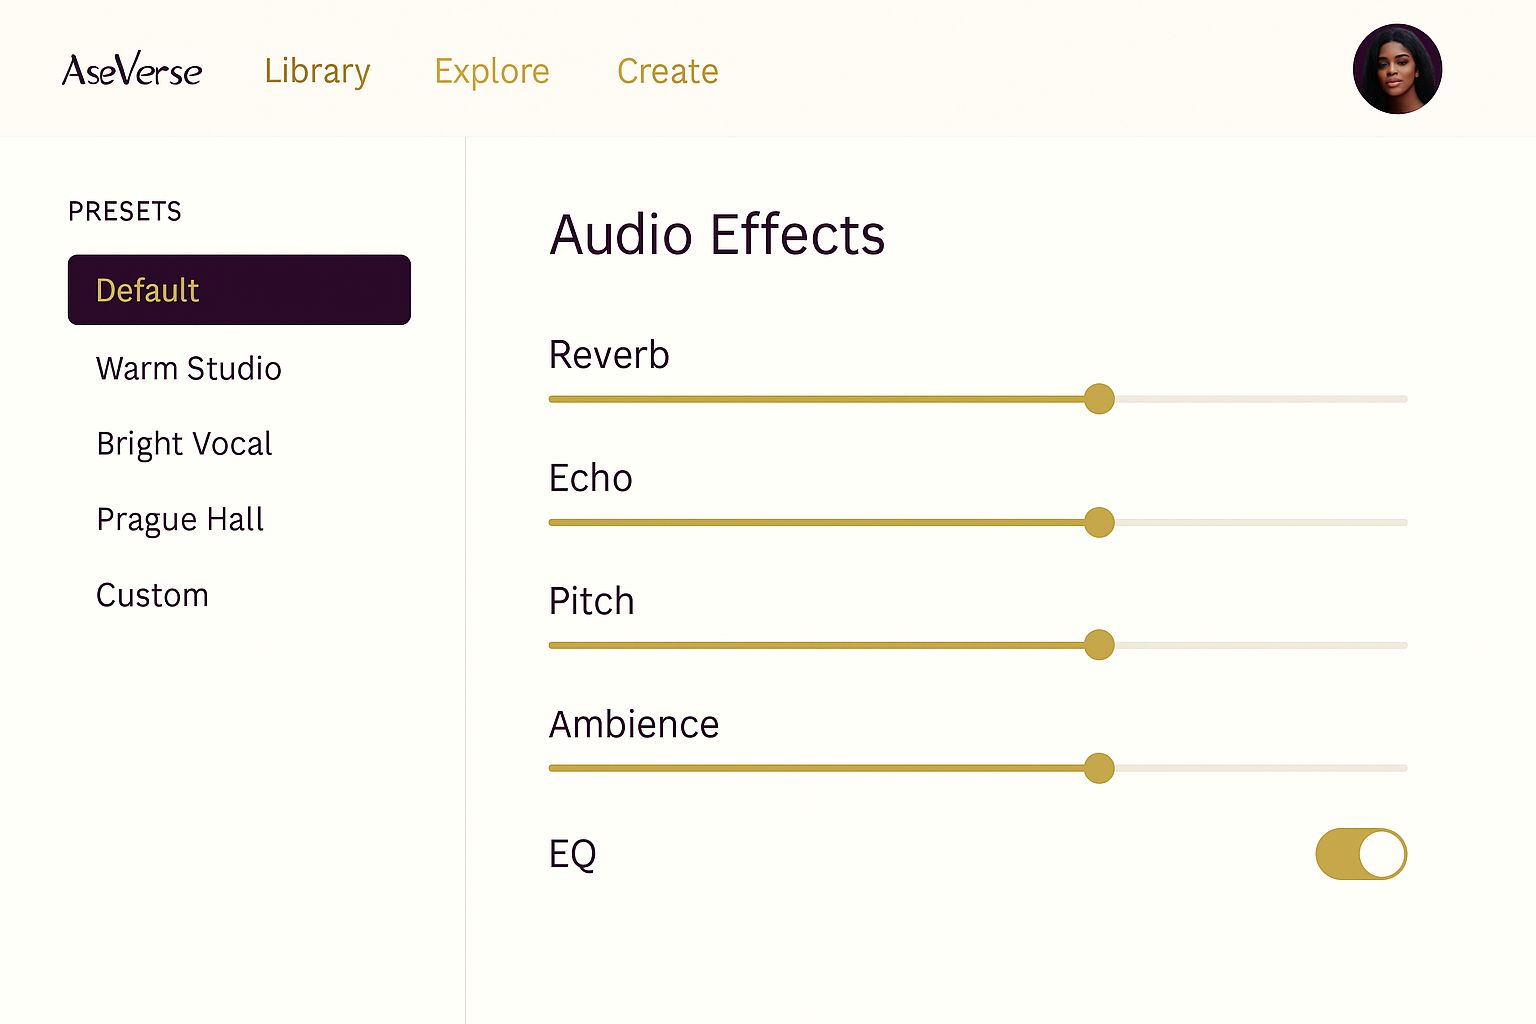 AseVerse Library Explore Create
PRESETS
Default
Warm Studio
Bright Vocal
Prague Hall
Custom
Audio Effects
Reverb
Echo
Pitch
Ambience
EQ